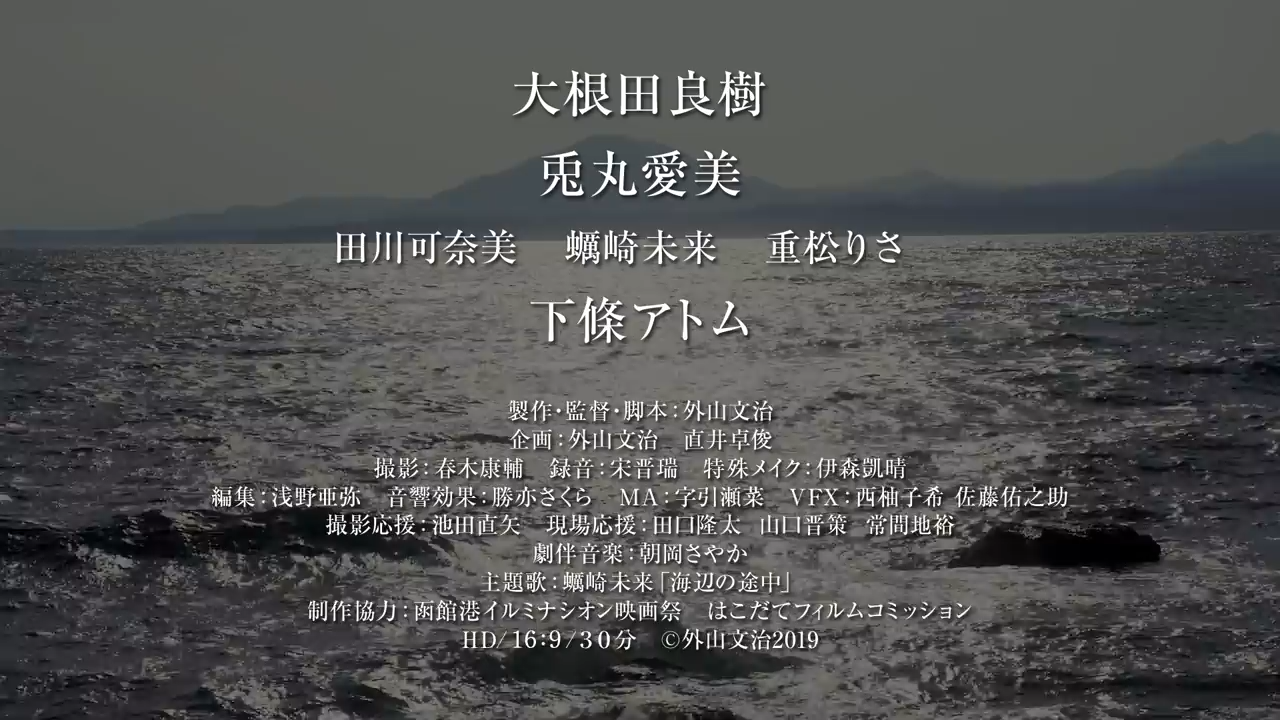 大根田良樹
兎丸愛美
田川可奈美　蠣崎未来　重松りさ
下條アトム
製作・監督・脚本：外山文治
企画：外山文治　直井卓俊
撮影：春木康輔　録音：宋晋瑞　特殊メイク：伊森凱晴
編集：浅野亜弥　音響効果：勝亦さくら　ＭＡ：字引瀬菜　ＶＦＸ：西柚子希 佐藤佑之助
撮影応援：池田直矢　現場応援：田口隆太　山口晋策　常間地裕
劇伴音楽：朝岡さやか
主題歌：蠣崎未来「海辺の途中」
制作協力：函館港イルミナシオン映画祭　はこだてフィルムコミッション
HD/１６：９/３０分　©外山文治2019